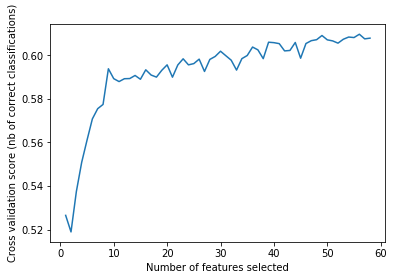 Cross validation score (nb of correct classifications)
0.60
0.58
0.56
0.54
0.52
0 10 20 30 40 50 60
Number of features selected